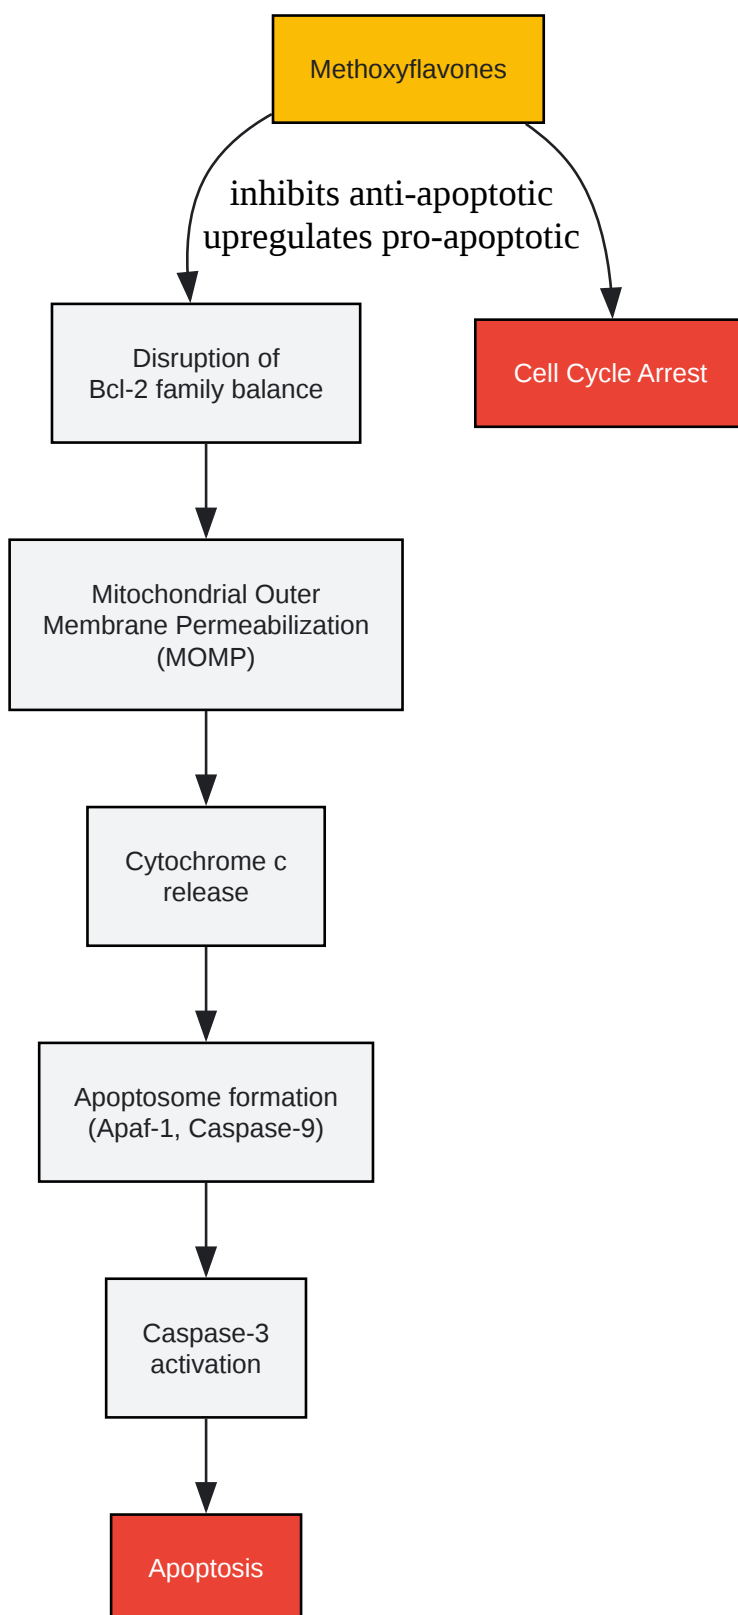 Methoxyflavones
inhibits anti-apoptotic
upregulates pro-apoptotic
Disruption of
Bcl-2 family balance
Cell Cycle Arrest
Mitochondrial Outer
Membrane Permeabilization
(MOMP)
Cytochrome c
release
Apoptosome formation
(Apaf-1, Caspase-9)
Caspase-3
activation
Apoptosis